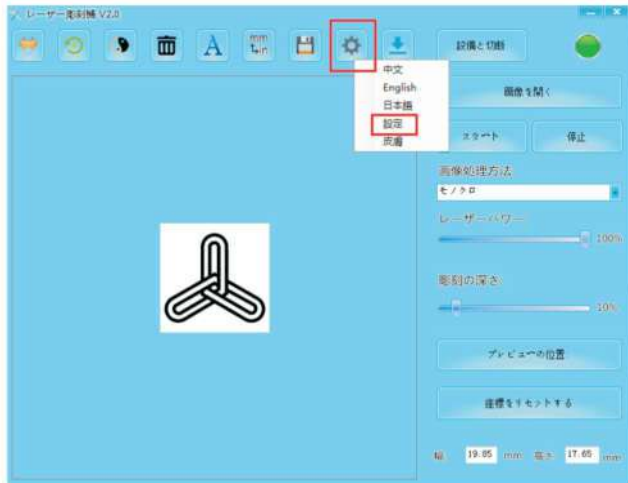 レーザー彫刻機 V2.0
A
mm
in
設備と切断
中文
English
日本語
設定
皮膚
画像を開く
スタート
停止
画像処理方法
モノクロ
レーザーパワー
100%
彫刻の深さ
10%
プレビューの位置
座標をリセットする
幅 19.85 mm 高さ 17.65 mm